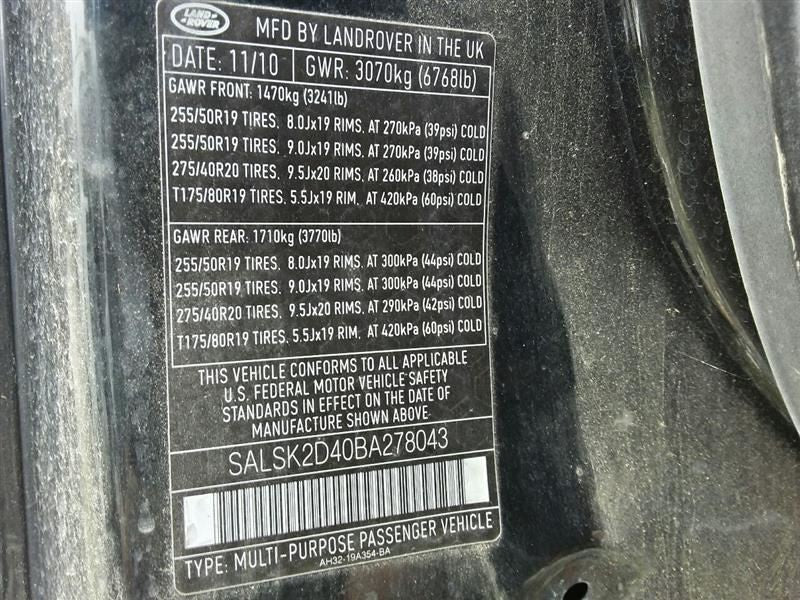 LAND ROVER
MFD BY LANDROVER IN THE UK
DATE: 11/10 GWR: 3070kg (6768lb)
GAWR FRONT: 1470kg (3241lb)
255/50R19 TIRES. 8.0Jx19 RIMS. AT 270kPa (39psi) COLD
255/50R19 TIRES. 9.0Jx19 RIMS. AT 270kPa (39psi) COLD
275/40R20 TIRES. 9.5Jx20 RIMS. AT 260kPa (38psi) COLD
T175/80R19 TIRES. 5.5Jx19 RIM. AT 420kPa (60psi) COLD
GAWR REAR: 1710kg (3770lb)
255/50R19 TIRES. 8.0Jx19 RIMS. AT 300kPa (44psi) COLD
255/50R19 TIRES. 9.0Jx19 RIMS. AT 300kPa (44psi) COLD
275/40R20 TIRES. 9.5Jx20 RIMS. AT 290kPa (42psi) COLD
T175/80R19 TIRES. 5.5Jx19 RIM. AT 420kPa (60psi) COLD
THIS VEHICLE CONFORMS TO ALL APPLICABLE
U.S. FEDERAL MOTOR VEHICLE SAFETY
STANDARDS IN EFFECT ON THE DATE OF
MANUFACTURE SHOWN ABOVE.
SALSK2D40BA278043
TYPE: MULTI-PURPOSE PASSENGER VEHICLE
AH32-19A354-BA